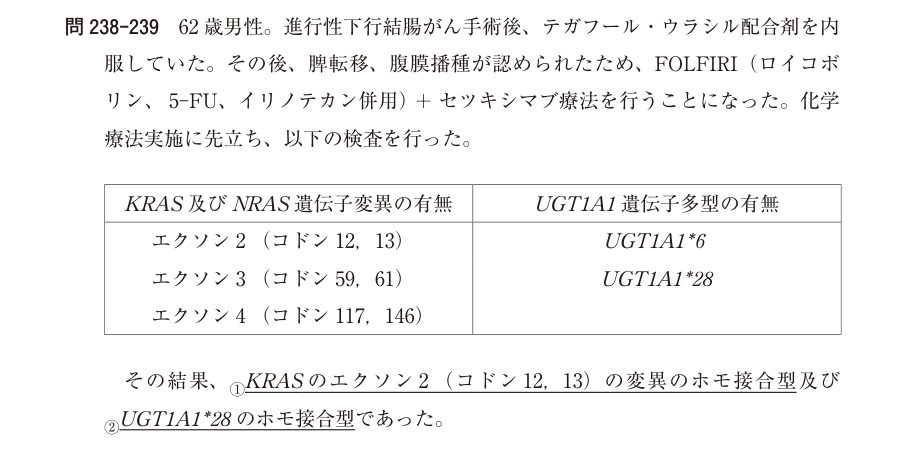 問 238-239 62 歳男性。進行性下行結腸がん手術後、テガフール・ウラシル配合剤を内
服していた。その後、脾転移、腹膜播種が認められたため、FOLFIRI（ロイコボ
リン、5-FU、イリノテカン併用）＋ セツキシマブ療法を行うことになった。化学
療法実施に先立ち、以下の検査を行った。
KRAS 及び NRAS 遺伝子変異の有無 UGT1A1 遺伝子多型の有無
エクソン 2 （コドン 12，13） UGT1A1*6
エクソン 3 （コドン 59，61） UGT1A1*28
エクソン 4 （コドン 117，146）
その結果、①KRAS のエクソン 2 （コドン 12，13）の変異のホモ接合型及び
②UGT1A1*28 のホモ接合型であった。